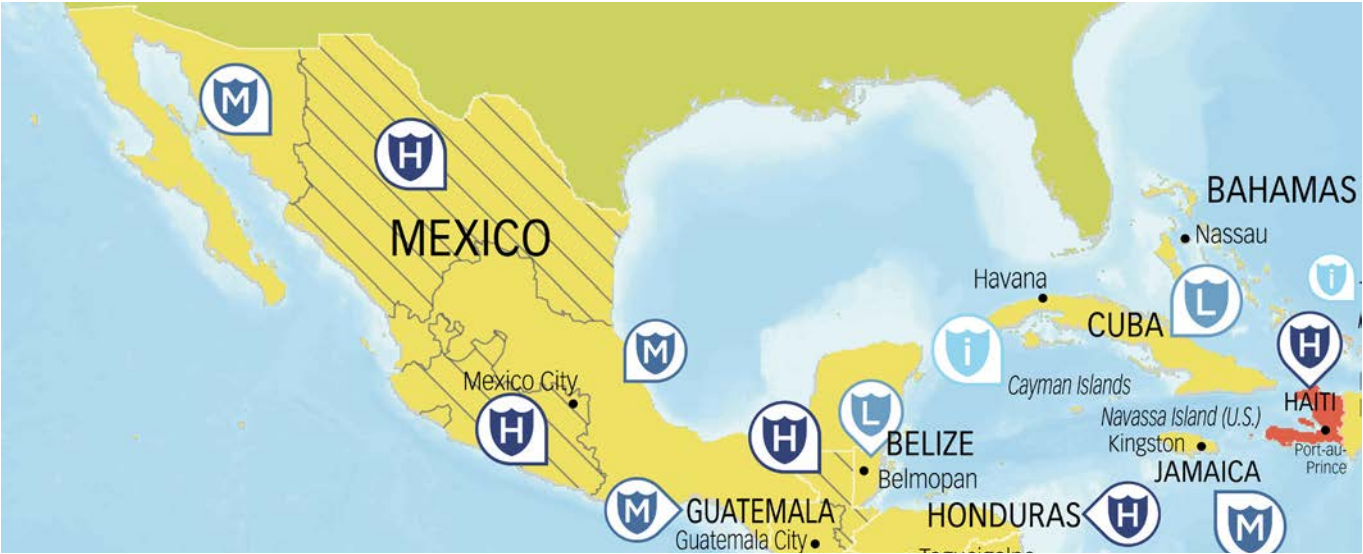 M
H
MEXICO
BAHAMAS
Nassau
Havana
i
L
CUBA
H
M
i
Mexico City
Cayman Islands
HAITI
L
Navassa Island (U.S.)
H
H
Kingston
Port-au-
Prince
BELIZE
JAMAICA
Belmopan
M
GUATEMALA
HONDURAS
H
M
Guatemala City